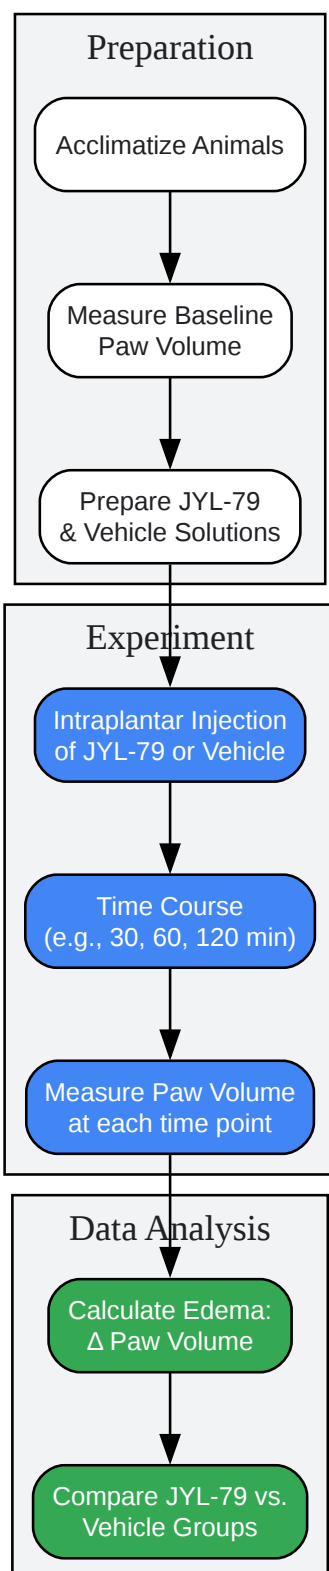 Preparation
Acclimatize Animals
Measure Baseline
Paw Volume
Prepare JYL-79
& Vehicle Solutions
Experiment
Intraplantar Injection
of JYL-79 or Vehicle
Time Course
(e.g., 30, 60, 120 min)
Measure Paw Volume
at each time point
Data Analysis
Calculate Edema:
Δ Paw Volume
Compare JYL-79 vs.
Vehicle Groups